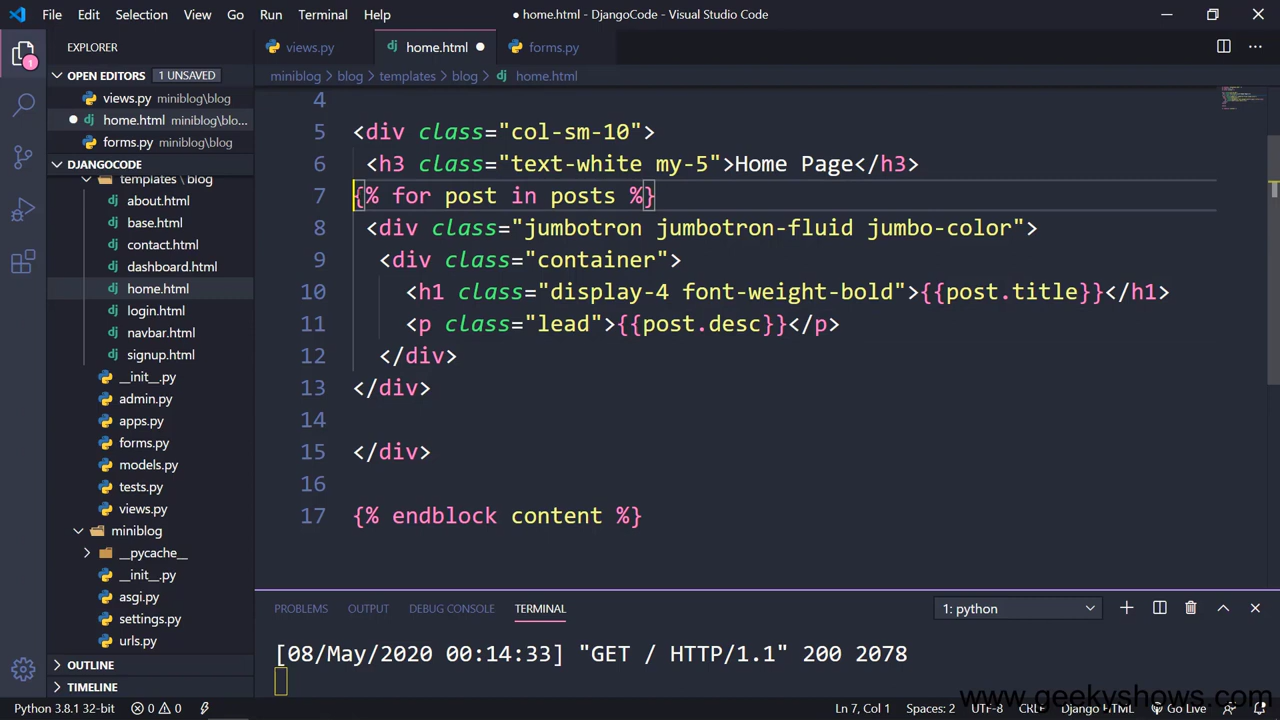 File Edit Selection View Go Run Terminal Help ● home.html - DjangoCode - Visual Studio Code
EXPLORER
OPEN EDITORS 1 UNSAVED
views.py miniblog\blog
● home.html miniblog\blo...
forms.py miniblog\blog
DJANGOCODE
templates \ blog
about.html
base.html
contact.html
dashboard.html
home.html
login.html
navbar.html
signup.html
__init__.py
admin.py
apps.py
forms.py
models.py
tests.py
views.py
miniblog
__pycache__
__init__.py
asgi.py
settings.py
urls.py
OUTLINE
TIMELINE
1
views.py home.html ● forms.py
miniblog > blog > templates > blog > home.html
4
5 <div class="col-sm-10">
6 <h3 class="text-white my-5">Home Page</h3>
7 {% for post in posts %}
8 <div class="jumbotron jumbotron-fluid jumbo-color">
9 <div class="container">
10 <h1 class="display-4 font-weight-bold">{{post.title}}</h1>
11 <p class="lead">{{post.desc}}</p>
12 </div>
13 </div>
14
15 </div>
16
17 {% endblock content %}
PROBLEMS OUTPUT DEBUG CONSOLE TERMINAL 1: python
[08/May/2020 00:14:33] "GET / HTTP/1.1" 200 2078
www.geekyshows.com
Python 3.8.1 32-bit 0 0 Ln 7, Col 1 Spaces: 2 UTF-8 CRLF Django HTML Go Live